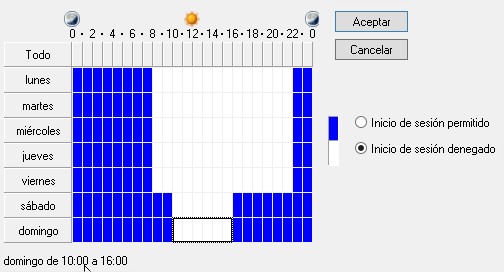 0 · 2 · 4 · 6 · 8 · 10 · 12 · 14 · 16 · 18 · 20 · 22 · 0
Aceptar
Cancelar
Todo
lunes
martes
miércoles
jueves
viernes
sábado
domingo
Inicio de sesión permitido
Inicio de sesión denegado
domingo de 10:00 a 16:00